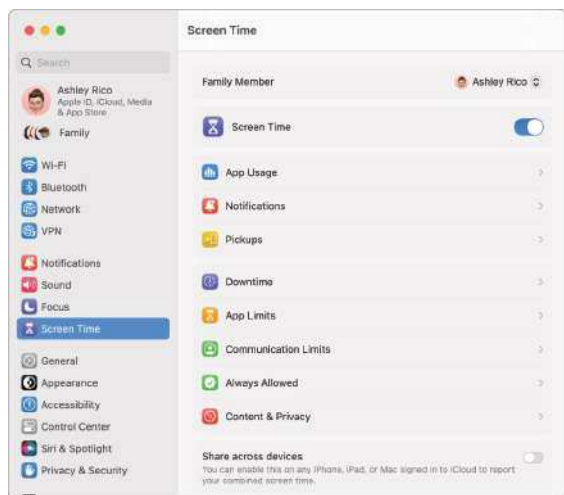 Screen Time
Search
Ashley Rico
Apple ID, iCloud, Media
& App Store
Family
Wi-Fi
Bluetooth
Network
VPN
Notifications
Sound
Focus
Screen Time
General
Appearance
Accessibility
Control Center
Siri & Spotlight
Privacy & Security
Family Member
Ashley Rico
Screen Time
App Usage
Notifications
Pickups
Downtime
App Limits
Communication Limits
Always Allowed
Content & Privacy
Share across devices
You can enable this on any iPhone, iPad, or Mac signed in to iCloud to report
your combined screen time.